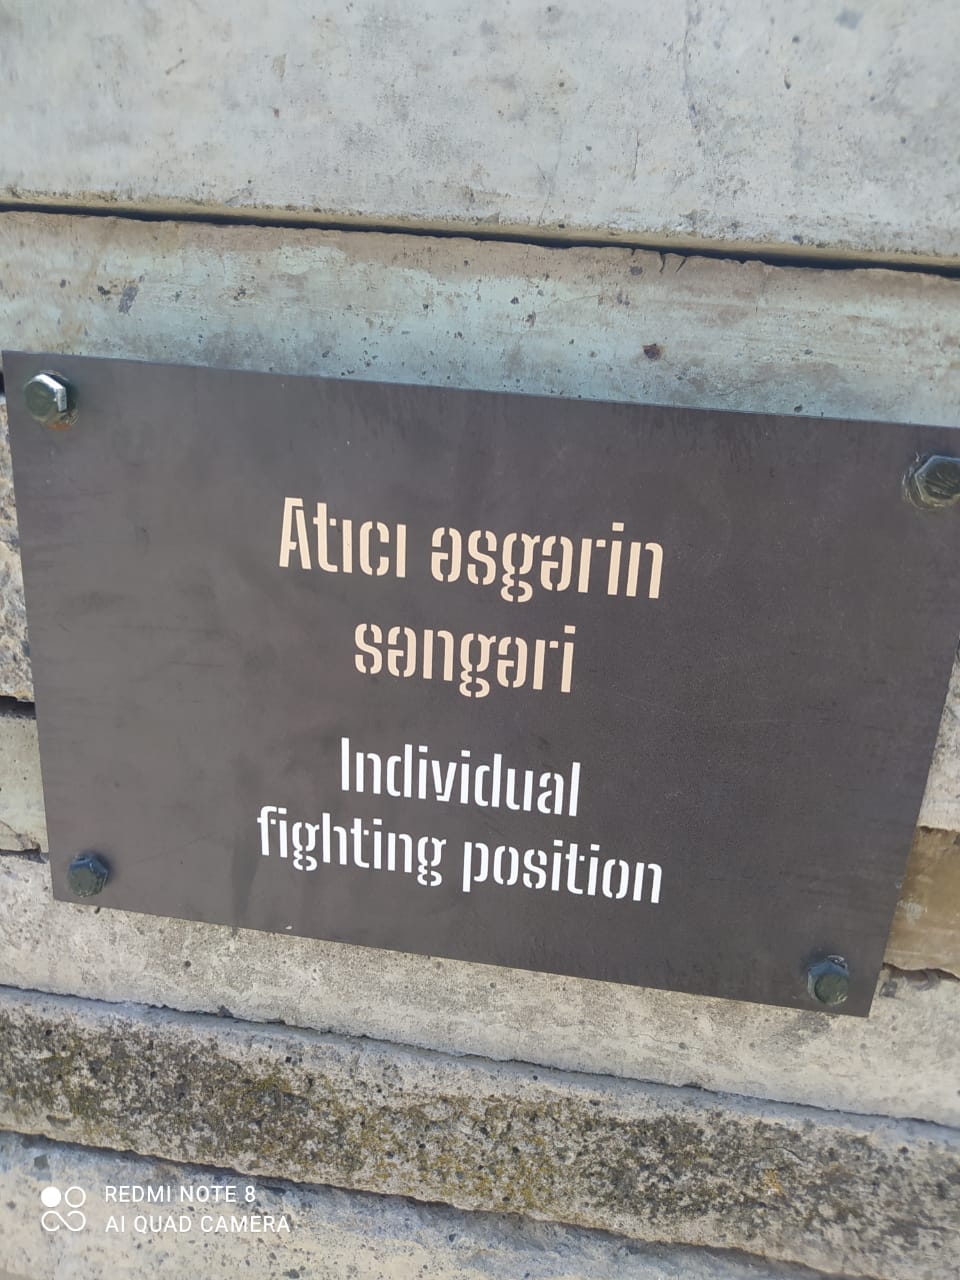 Atıcı əsgərin
səngəri
Individual
fighting position
REDMI NOTE 8
AI QUAD CAMERA